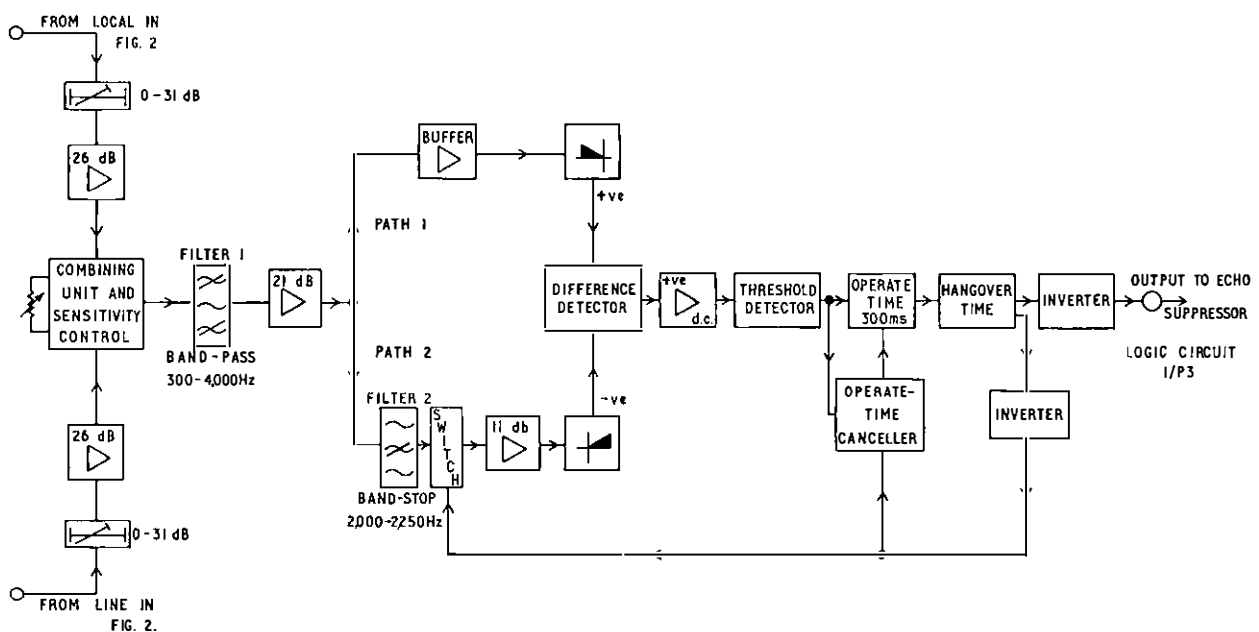 FROM LOCAL IN
FIG. 2
0-31 dB
26 dB
COMBINING
UNIT AND
SENSITIVITY
CONTROL
26 dB
0-31 dB
FROM LINE IN
FIG. 2.
FILTER 1
BAND-PASS
300-4,000Hz
21 dB
PATH 1
PATH 2
BUFFER
+ve
FILTER 2
BAND-STOP
2,000-2,250Hz
SWITCH
11 db
-ve
DIFFERENCE
DETECTOR
+ve
d.c.
THRESHOLD
DETECTOR
OPERATE
TIME
300ms
OPERATE-
TIME
CANCELLER
HANGOVER
TIME
INVERTER
INVERTER
OUTPUT TO ECHO
SUPPRESSOR
LOGIC CIRCUIT
I/P3